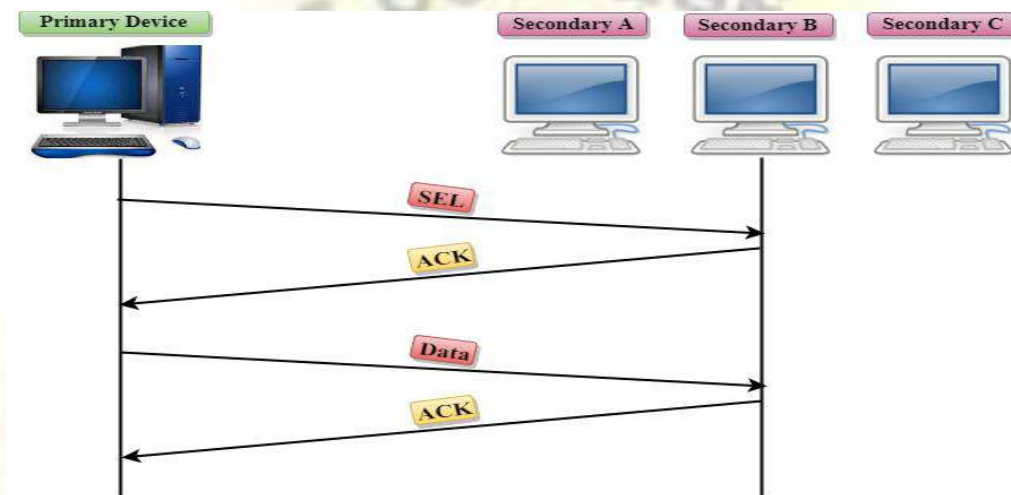 Primary Device
Secondary A
Secondary B
Secondary C
SEL
ACK
Data
ACK